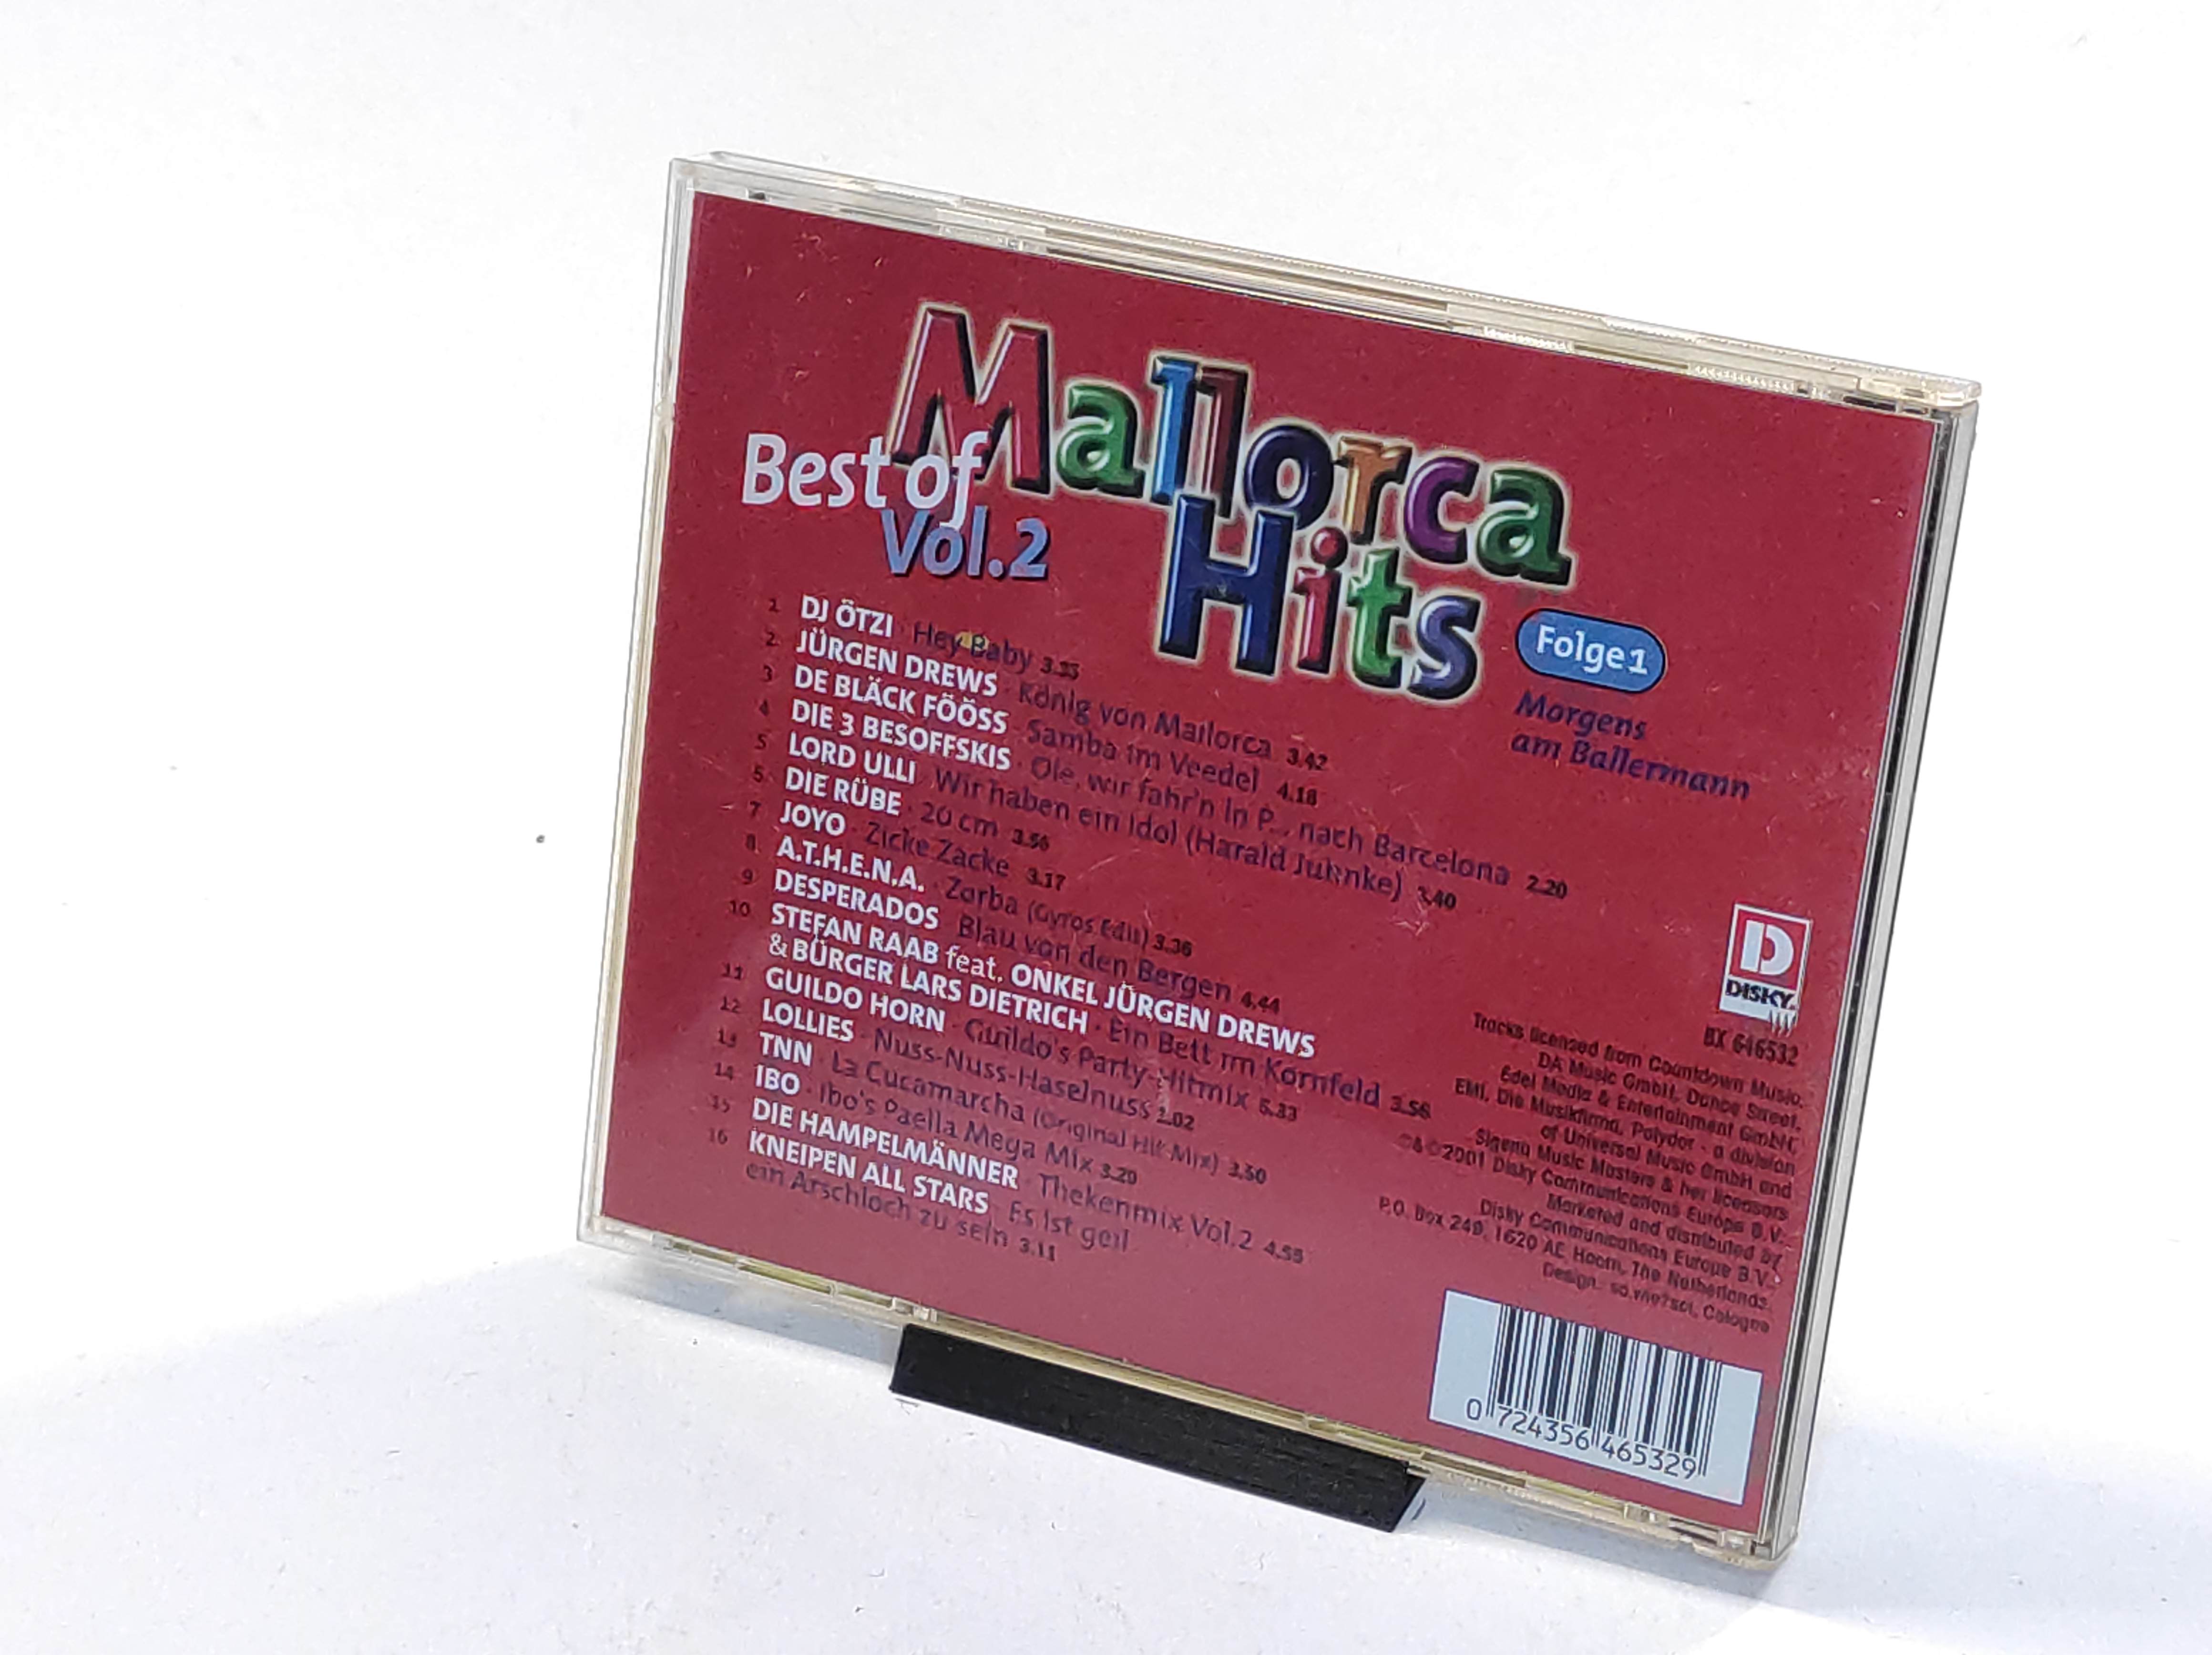 Mallorca
Best of
Vol.2
Hits
Folge 1
Morgens
am Ballermann
1 DJ ÖTZI · Hey Baby 3.35
2 JÜRGEN DREWS · König von Mallorca 3.42
3 DE BLÄCK FÖÖSS · Samba im Veedel 4.18
4 DIE 3 BESOFFSKIS · Ole, wir fahr'n in P... nach Barcelona 2.20
5 LORD ULLI · Wir haben ein Idol (Harald Juhnke) 3.40
6 DIE RÜBE · 20 cm 3.56
7 JOYO · Zicke Zacke 3.17
8 A.T.H.E.N.A. · Zorba (Gyros Edit) 3.36
9 DESPERADOS · Blau von den Bergen 4.44
10 STEFAN RAAB feat. ONKEL JÜRGEN DREWS
& BÜRGER LARS DIETRICH · Ein Bett im Kornfeld 3.56
11 GUILDO HORN · Guildo's Party-Hitmix 5.33
12 LOLLIES · Nuss-Nuss-Haselnuss 2.02
13 TNN · La Cucamarcha (Original Hit-Mix) 3.50
14 IBO · Ibo's Paella Mega Mix 3.20
15 DIE HAMPELMÄNNER · Thekenmix Vol.2 4.55
16 KNEIPEN ALL STARS · Es ist geil
ein Arschloch zu sein 3.11
D
DISKY
BX 646532
Tracks licensed from Countdown Music,
DA Music GmbH, Dance Street,
Edel Media & Entertainment GmbH,
EMI, Die Musikfirma, Polydor - a division
of Universal Music GmbH and
Music Masters & her licensors
℗ & © 2001 Disky Communications Europe B.V.
Marketed and distributed by
Disky Communications Europe B.V.,
P.O. Box 249, 1620 AE Hoorn, The Netherlands.
Design: Cologne
0 724356 465329